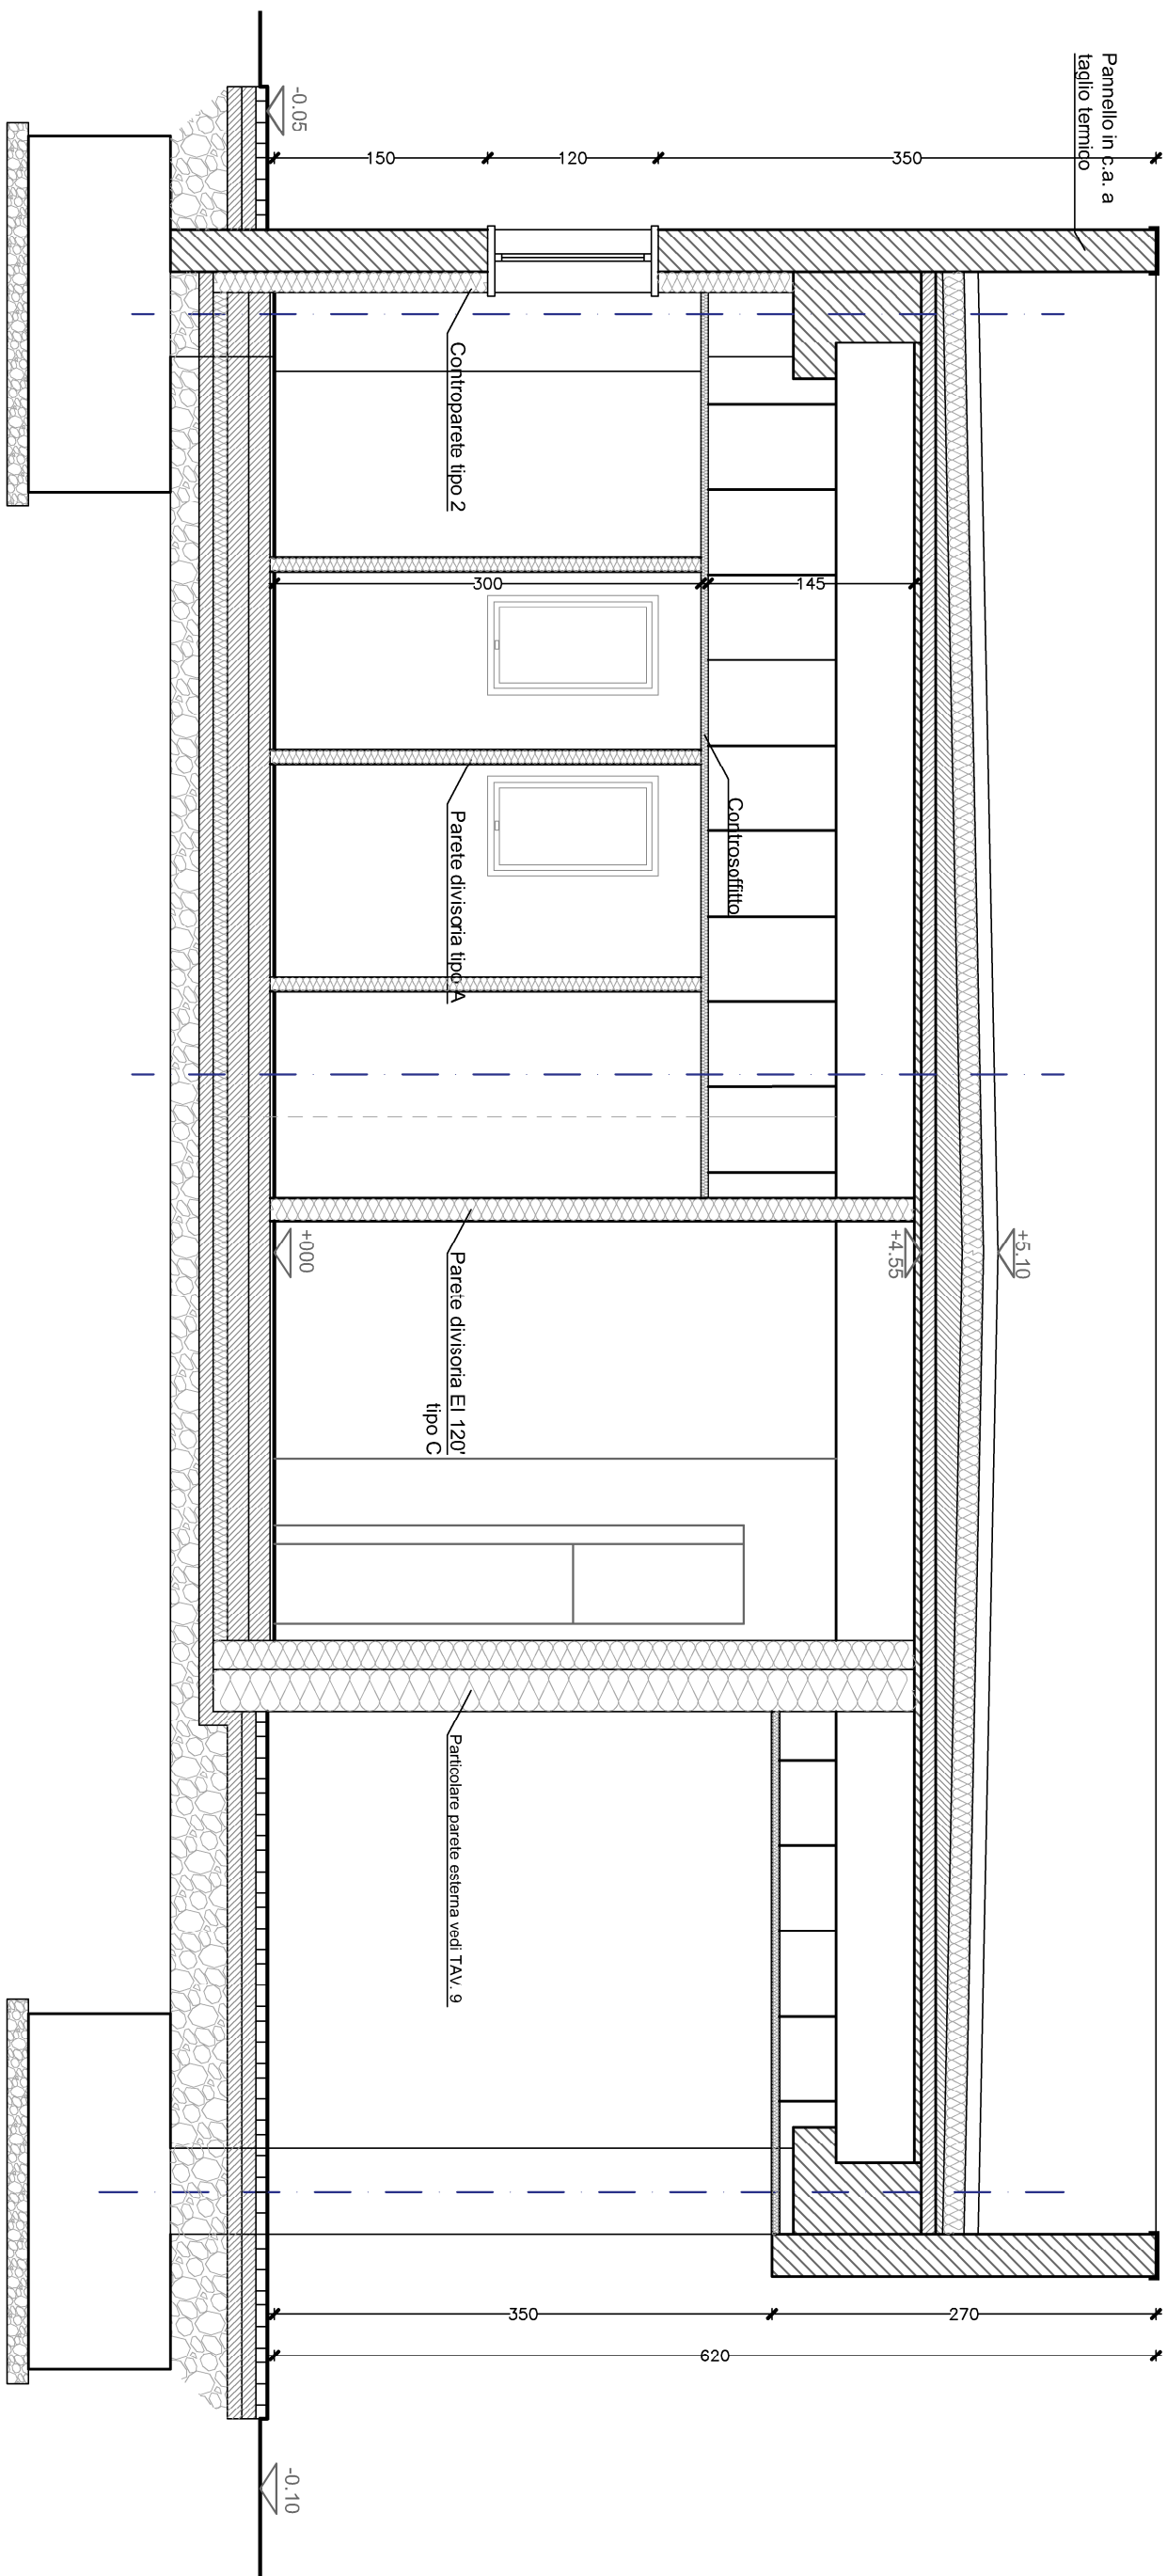 Pannello in c.a. a
taglio termico
-0.05
150
120
350
Controparete tipo 2
300
145
Controsoffitto
Parete divisoria tipo A
+000
+4.55
+5.10
Parete divisoria EI 120'
tipo C
Particolare parete esterna vedi TAV. 9
350
270
620
-0.10